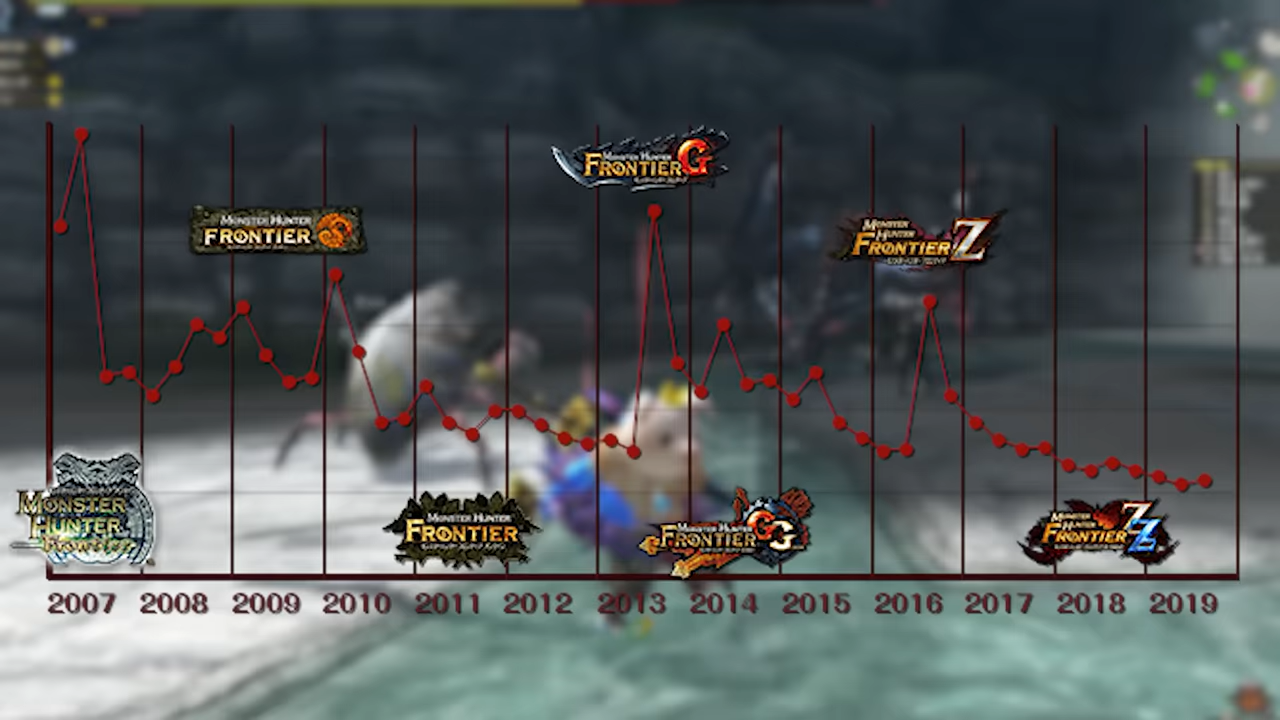 MONSTER HUNTER
FRONTIER G
MONSTER HUNTER
FRONTIER
MONSTER
HUNTER
FRONTIER Z
MONSTER
HUNTER
Frontier
MONSTER HUNTER
FRONTIER
MONSTER HUNTER
FRONTIER GG
MONSTER
HUNTER
FRONTIER ZZ
2007 2008 2009 2010 2011 2012 2013 2014 2015 2016 2017 2018 2019